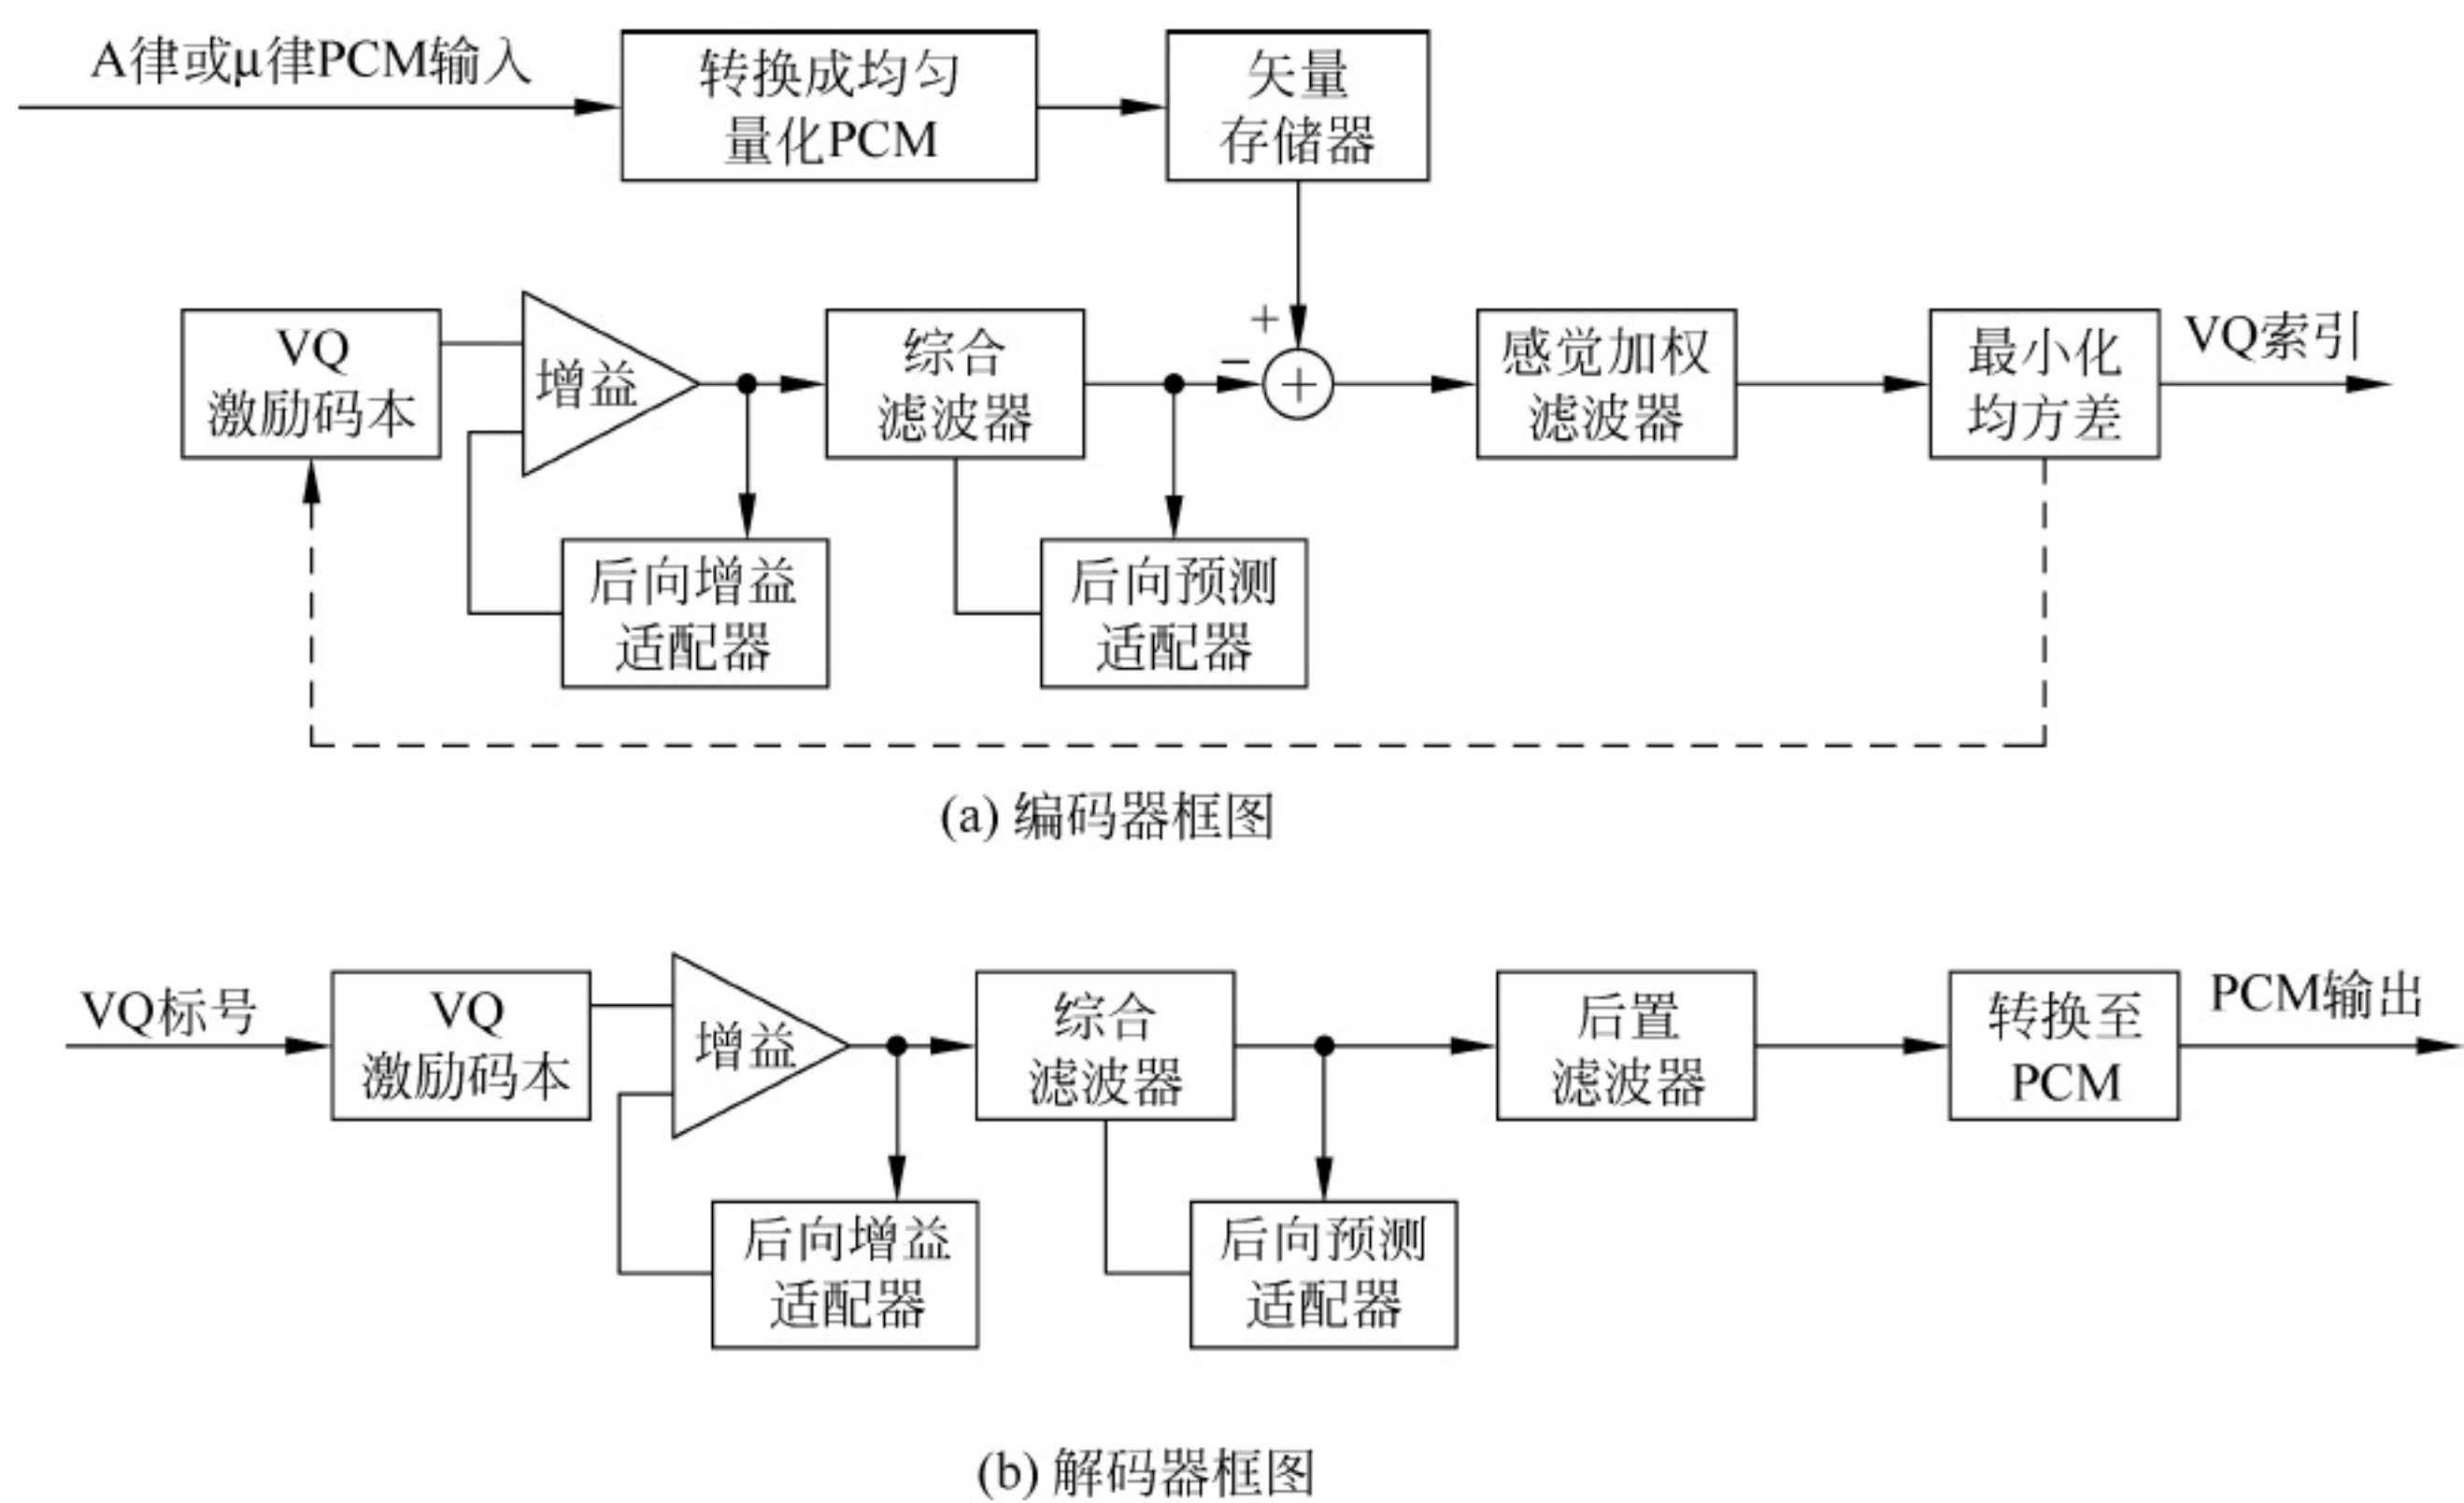 A律或μ律PCM输入
转换成均匀
量化PCM
矢量
存储器
VQ
激励码本
增益
综合
滤波器
+
−
+
感觉加权
滤波器
最小化
均方差
VQ索引
后向增益
适配器
后向预测
适配器
(a) 编码器框图
VQ标号
VQ
激励码本
增益
综合
滤波器
后置
滤波器
转换至
PCM
PCM输出
后向增益
适配器
后向预测
适配器
(b) 解码器框图